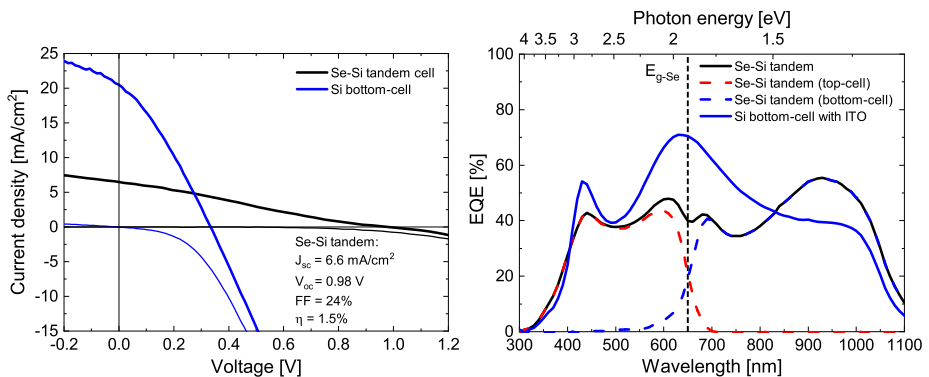 25
20
15
10
5
0
-5
-10
-15
Current density [mA/cm²]
-0.2 0.0 0.2 0.4 0.6 0.8 1.0 1.2
Voltage [V]
Se-Si tandem cell
Si bottom-cell
Se-Si tandem:
Jsc = 6.6 mA/cm²
Voc = 0.98 V
FF = 24%
η = 1.5%
Photon energy [eV]
4 3.5 3 2.5 2 1.5
100
80
60
40
20
0
EQE [%]
300 400 500 600 700 800 900 1000 1100
Wavelength [nm]
Eg-Se
Se-Si tandem
Se-Si tandem (top-cell)
Se-Si tandem (bottom-cell)
Si bottom-cell with ITO